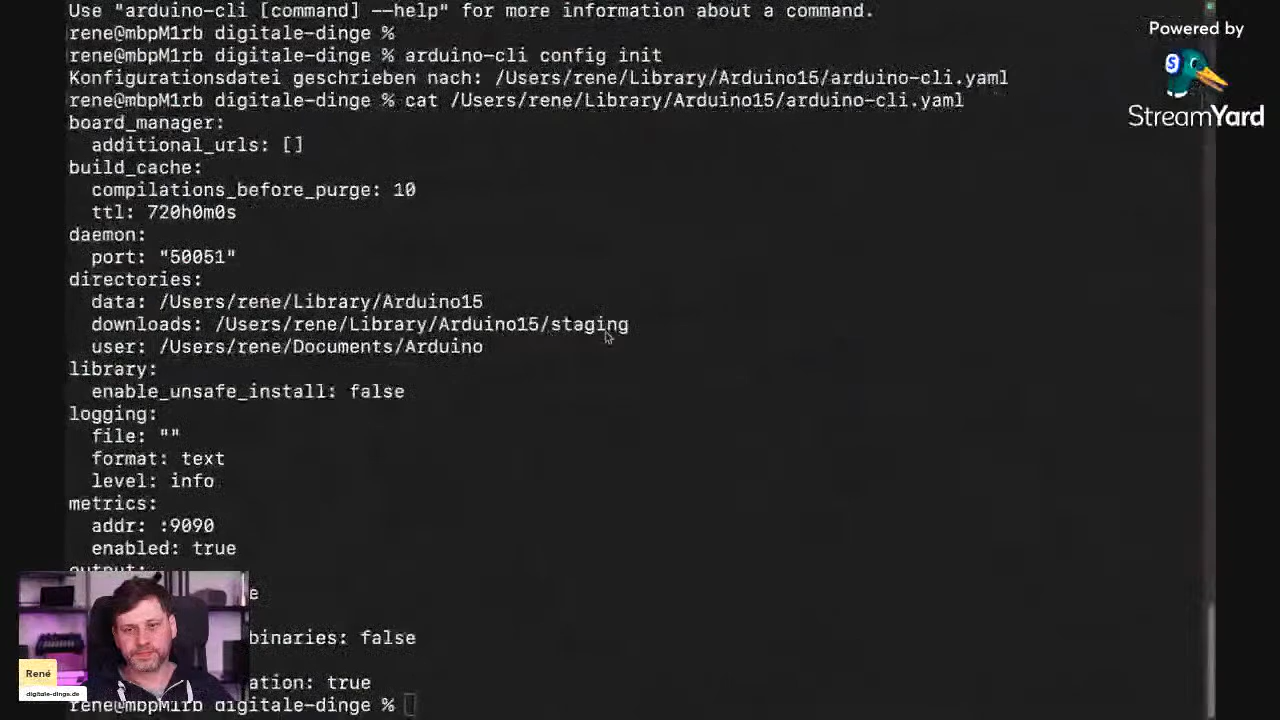 Use "arduino-cli [command] --help" for more information about a command.
rene@mbpM1rb digitale-dinge %
rene@mbpM1rb digitale-dinge % arduino-cli config init
Konfigurationsdatei geschrieben nach: /Users/rene/Library/Arduino15/arduino-cli.yaml
rene@mbpM1rb digitale-dinge % cat /Users/rene/Library/Arduino15/arduino-cli.yaml
board_manager:
additional_urls: []
build_cache:
compilations_before_purge: 10
ttl: 720h0m0s
daemon:
port: "50051"
directories:
data: /Users/rene/Library/Arduino15
downloads: /Users/rene/Library/Arduino15/staging
user: /Users/rene/Documents/Arduino
library:
enable_unsafe_install: false
logging:
file: ""
format: text
level: info
metrics:
addr: :9090
enabled: true
output:
e
binaries: false
ation: true
rene@mbpM1rb digitale-dinge %
Powered by
S
StreamYard
René
digitale-dinge.de